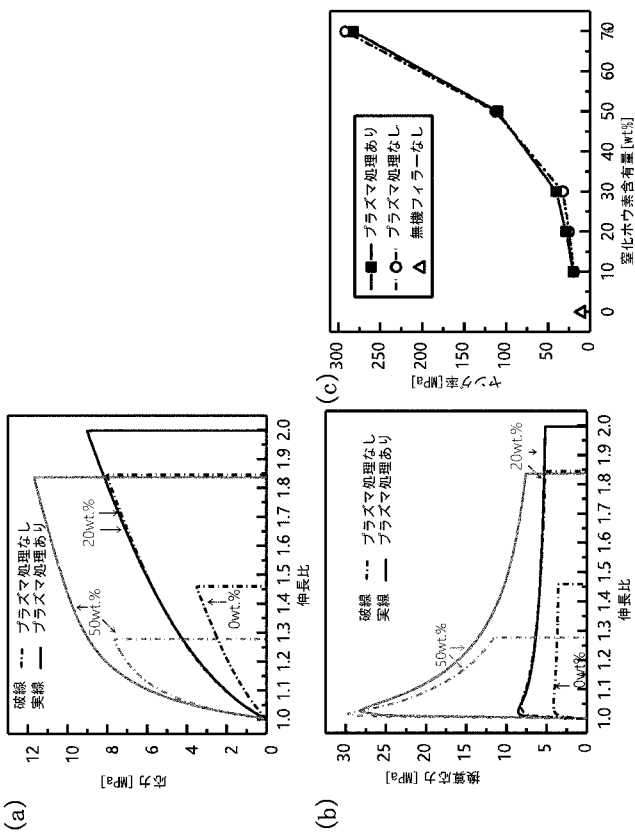 (a)
破線 プラズマ処理なし
実線 プラズマ処理あり
50wt.%
20wt.%
0wt.%
応力 [MPa]
12
10
8
6
4
2
0
1.0 1.1 1.2 1.3 1.4 1.5 1.6 1.7 1.8 1.9 2.0
伸長比
(b)
破線 プラズマ処理なし
実線 プラズマ処理あり
50wt.%
20wt.%
0wt%
換算応力 [MPa]
30
25
20
15
10
5
0
1.0 1.1 1.2 1.3 1.4 1.5 1.6 1.7 1.8 1.9 2.0
伸長比
(c)
プラズマ処理あり
プラズマ処理なし
無機フィラーなし
ヤング率 [MPa]
300
250
200
150
100
50
0
0 10 20 30 40 50 60 70
窒化ホウ素含有量 [wt%]